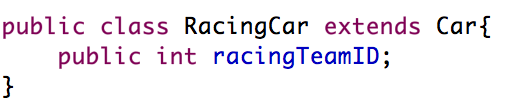 public class RacingCar extends Car{
    public int racingTeamID;
}